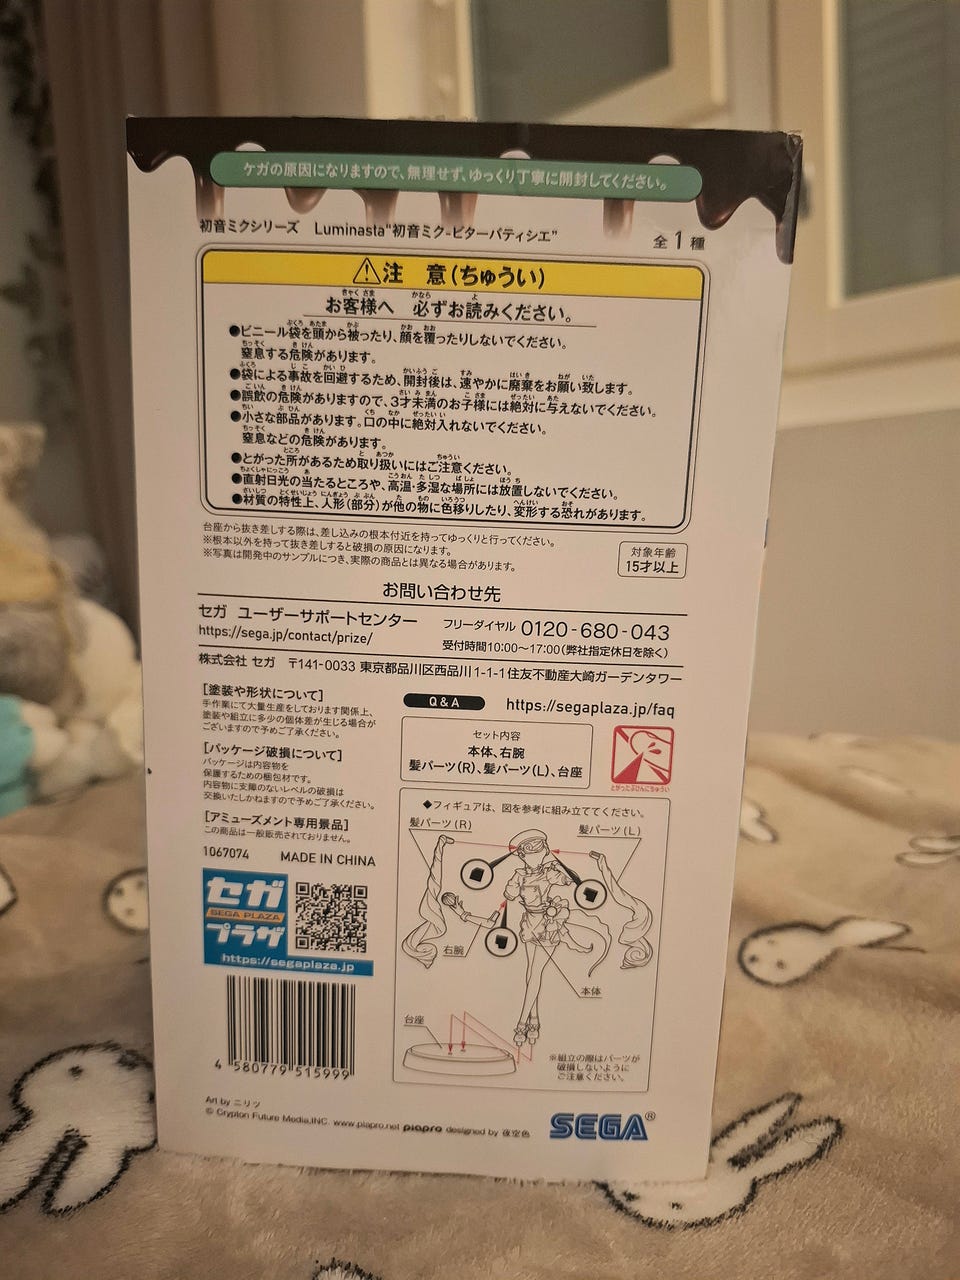 ケガの原因になりますので、無理せず、ゆっくり丁寧に開封してください。
初音ミクシリーズ Luminasta"初音ミク-ビターパティシエ"
全1種
⚠注 意(ちゅうい)
お客様へ 必ずお読みください。
●ビニール袋を頭から被ったり、顔を覆ったりしないでください。
窒息する危険があります。
●袋による事故を回避するため、開封後は、速やかに廃棄をお願い致します。
●誤飲の危険がありますので、3才未満のお子様には絶対に与えないでください。
●小さな部品があります。口の中に絶対入れないでください。
窒息などの危険があります。
●とがった所があるため取り扱いにはご注意ください。
●直射日光の当たるところや、高温・多湿な場所には放置しないでください。
●材質の特性上、人形(部分)が他の物に色移りしたり、変形する恐れがあります。
台座から抜き差しする際は、差し込みの根本付近を持ってゆっくりと行ってください。
※根本以外を持って抜き差しすると破損の原因になります。
※写真は開発中のサンプルにつき、実際の商品とは異なる場合があります。
対象年齢
15才以上
お問い合わせ先
セガ ユーザーサポートセンター
https://sega.jp/contact/prize/
フリーダイヤル 0120-680-043
受付時間10:00~17:00(弊社指定休日を除く)
株式会社 セガ 〒141-0033 東京都品川区西品川1-1-1住友不動産大崎ガーデンタワー
[塗装や形状について]
手作業にて大量生産をしております関係上、
塗装や組立に多少の個体差が生じる場合が
ございますので予めご了承ください。
[パッケージ破損について]
パッケージは内容物を
保護するための梱包材です。
内容物に支障のないレベルの破損は
交換いたしかねますので予めご了承ください。
[アミューズメント専用景品]
この商品は一般販売されておりません。
1067074 MADE IN CHINA
セガ
SEGA PLAZA
プラザ
https://segaplaza.jp
4 580779 515999
Q&A https://segaplaza.jp/faq
セット内容
本体、右腕
髪パーツ(R)、髪パーツ(L)、台座
とがったぶひんにちゅうい
◆フィギュアは、図を参考に組み立ててください。
髪パーツ(R)
髪パーツ(L)
右腕
本体
台座
※組立の際はパーツが
破損しないように
ご注意ください。
Art by ニリツ
© Crypton Future Media,INC. www.piapro.net piapro designed by 夜空色
SEGA®